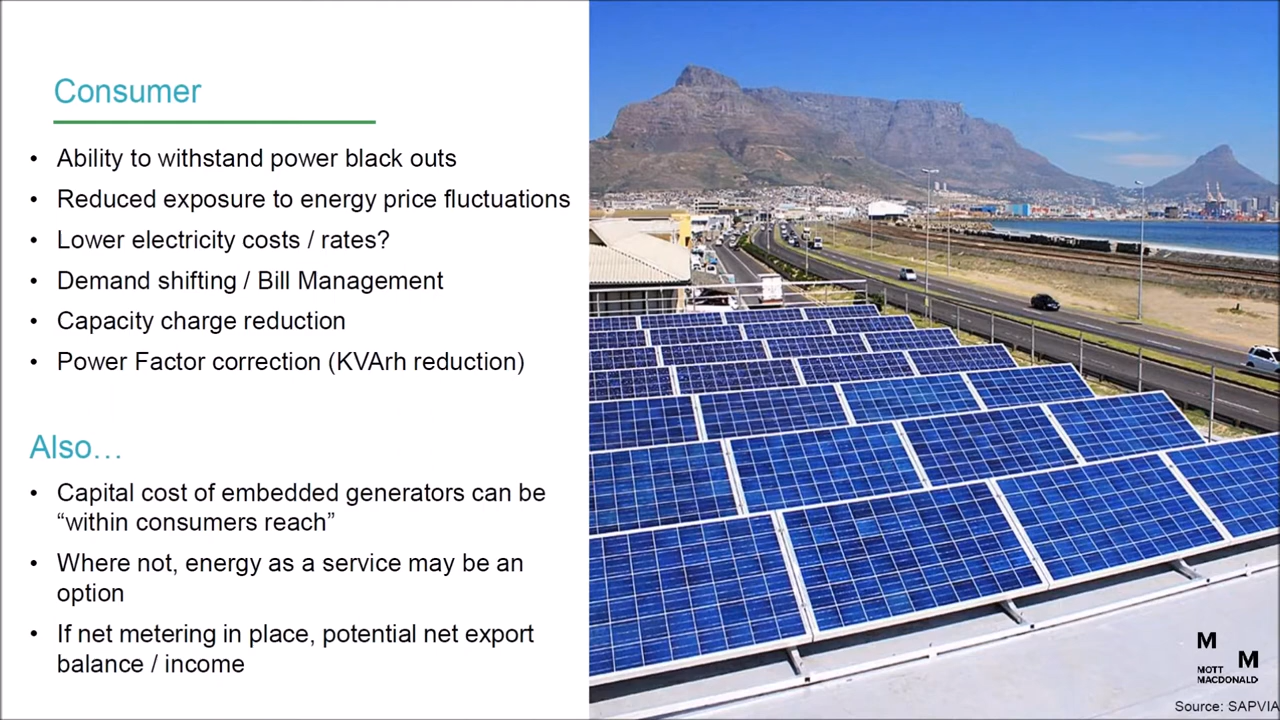 Consumer
• Ability to withstand power black outs
• Reduced exposure to energy price fluctuations
• Lower electricity costs / rates?
• Demand shifting / Bill Management
• Capacity charge reduction
• Power Factor correction (KVArh reduction)
Also…
• Capital cost of embedded generators can be
“within consumers reach”
• Where not, energy as a service may be an
option
• If net metering in place, potential net export
balance / income
M
M
MOTT
MACDONALD
Source: SAPVIA